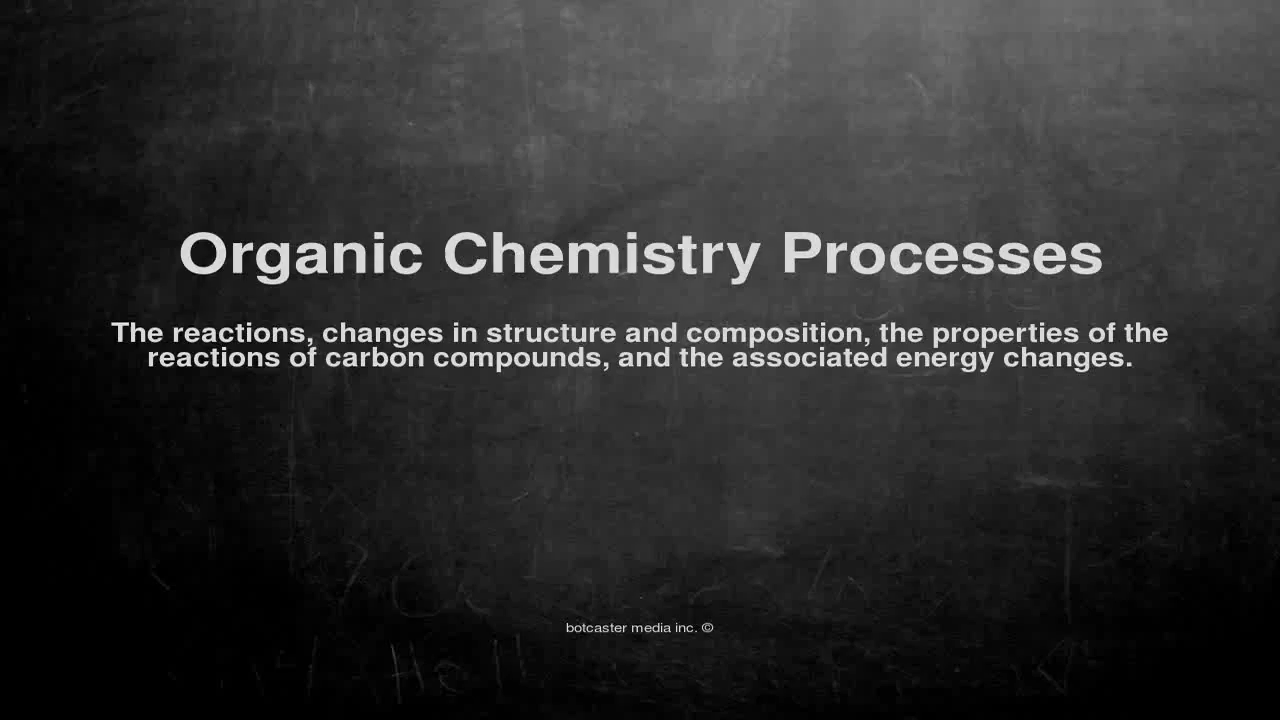 Organic Chemistry Processes
The reactions, changes in structure and composition, the properties of the
reactions of carbon compounds, and the associated energy changes.
botcaster media inc. ©